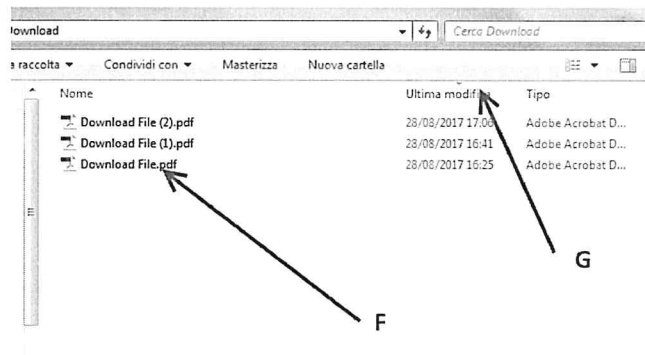 Download Cerca Download
a raccolta Condividi con Masterizza Nuova cartella
Nome Ultima modifica Tipo
Download File (2).pdf 28/08/2017 17:06 Adobe Acrobat D...
Download File (1).pdf 28/08/2017 16:41 Adobe Acrobat D...
Download File.pdf 28/08/2017 16:25 Adobe Acrobat D...
G
F